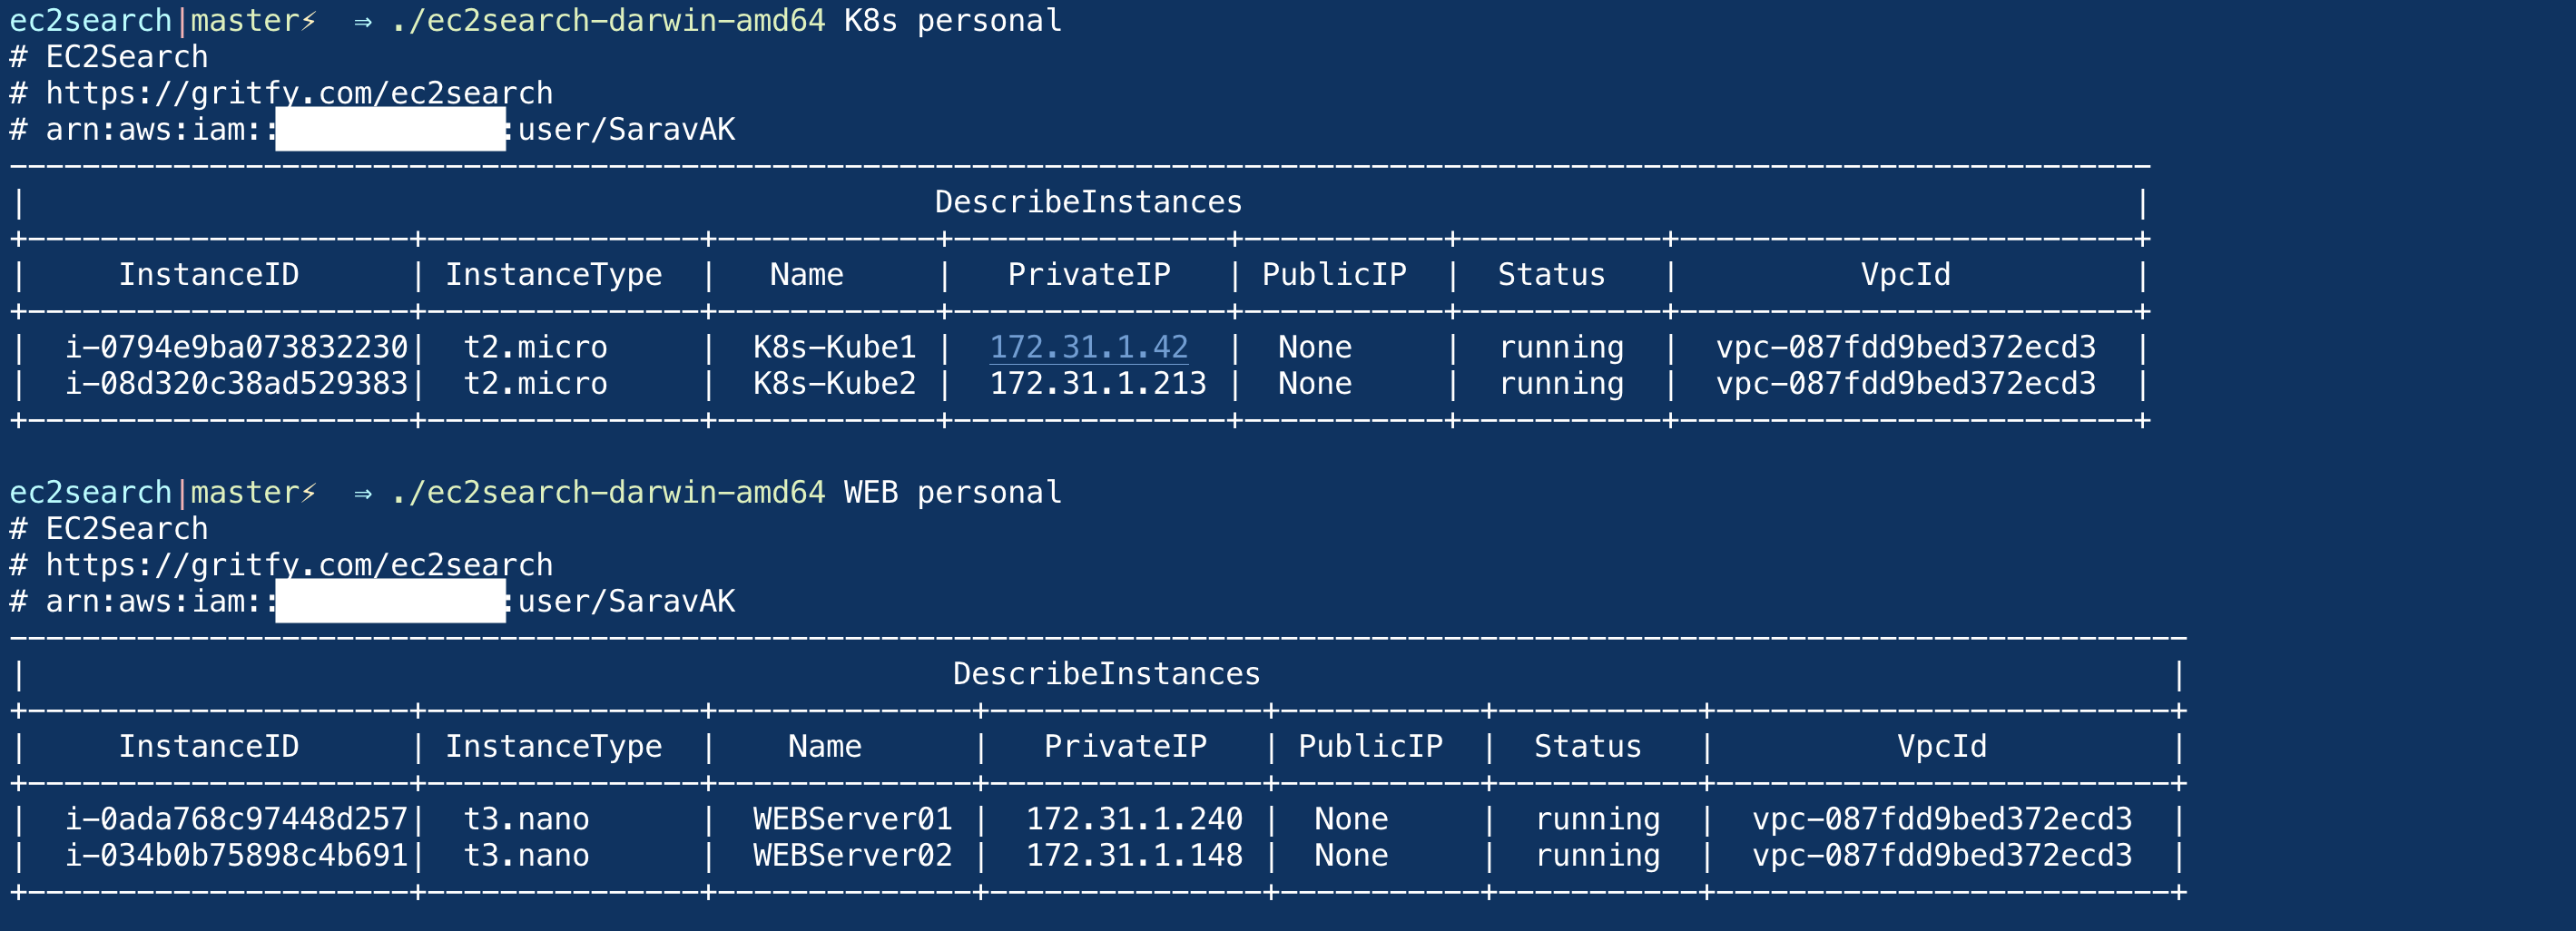 ec2search|master⚡ ⇒ ./ec2search-darwin-amd64 K8s personal
# EC2Search
# https://gritfy.com/ec2search
# arn:aws:iam:: :user/SaravAK
----------------------------------------------------------------------------------------------------------------------
|                                                  DescribeInstances                                                 |
+---------------------+---------------+------------+---------------+-----------+-----------+-------------------------+
|     InstanceID      | InstanceType  |   Name     |   PrivateIP   | PublicIP  |  Status   |          VpcId          |
+---------------------+---------------+------------+---------------+-----------+-----------+-------------------------+
|  i-0794e9ba073832230|  t2.micro     |  K8s-Kube1 |  172.31.1.42  |  None     |  running  |  vpc-087fdd9bed372ecd3  |
|  i-08d320c38ad529383|  t2.micro     |  K8s-Kube2 |  172.31.1.213 |  None     |  running  |  vpc-087fdd9bed372ecd3  |
+---------------------+---------------+------------+---------------+-----------+-----------+-------------------------+
ec2search|master⚡ ⇒ ./ec2search-darwin-amd64 WEB personal
# EC2Search
# https://gritfy.com/ec2search
# arn:aws:iam:: :user/SaravAK
------------------------------------------------------------------------------------------------------------------------
|                                                   DescribeInstances                                                  |
+---------------------+---------------+--------------+---------------+-----------+-----------+-------------------------+
|     InstanceID      | InstanceType  |    Name      |   PrivateIP   | PublicIP  |  Status   |          VpcId          |
+---------------------+---------------+--------------+---------------+-----------+-----------+-------------------------+
|  i-0ada768c97448d257|  t3.nano      |  WEBServer01 |  172.31.1.240 |  None     |  running  |  vpc-087fdd9bed372ecd3  |
|  i-034b0b75898c4b691|  t3.nano      |  WEBServer02 |  172.31.1.148 |  None     |  running  |  vpc-087fdd9bed372ecd3  |
+---------------------+---------------+--------------+---------------+-----------+-----------+-------------------------+